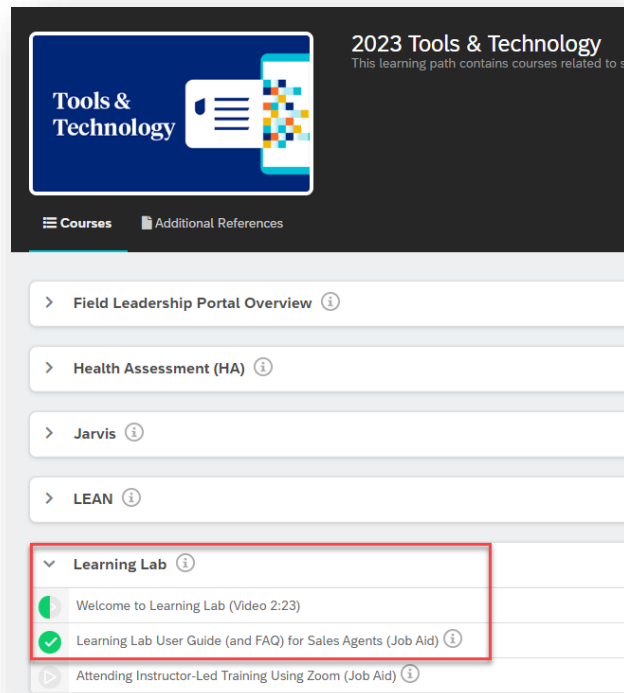 2023 Tools & Technology
This learning path contains courses related to s
Tools &
Technology
Courses
Additional References
Field Leadership Portal Overview
Health Assessment (HA)
Jarvis
LEAN
Learning Lab
Welcome to Learning Lab (Video 2:23)
Learning Lab User Guide (and FAQ) for Sales Agents (Job Aid)
Attending Instructor-Led Training Using Zoom (Job Aid)